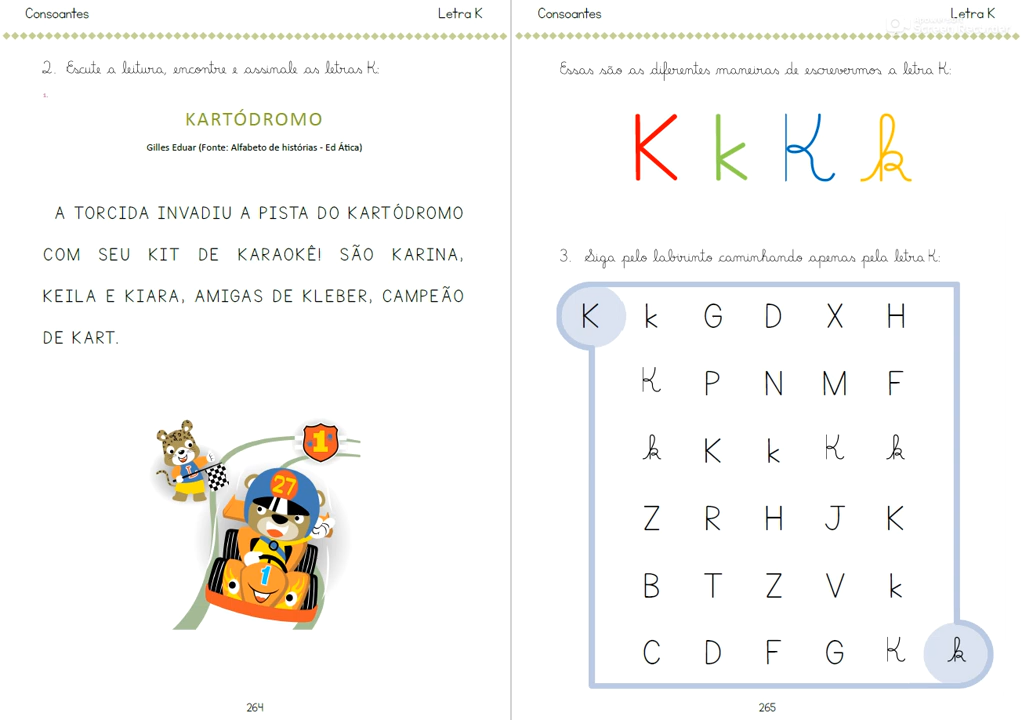 Consoantes
Letra K
2. Escute a leitura, encontre e assinale as letras K:
KARTÓDROMO
Gilles Eduar (Fonte: Alfabeto de histórias - Ed Ática)
A TORCIDA INVADIU A PISTA DO KARTÓDROMO
COM SEU KIT DE KARAOKÊ! SÃO KARINA,
KEILA E KIARA, AMIGAS DE KLEBER, CAMPEÃO
DE KART.
1
27
1
264
Consoantes
Letra K
Essas são as diferentes maneiras de escrevermos a letra K:
K k K k
3. Siga pelo labirinto caminhando apenas pela letra K:
K k G D X H
K P N M F
k K k K k
Z R H J K
B T Z V k
C D F G K k
265